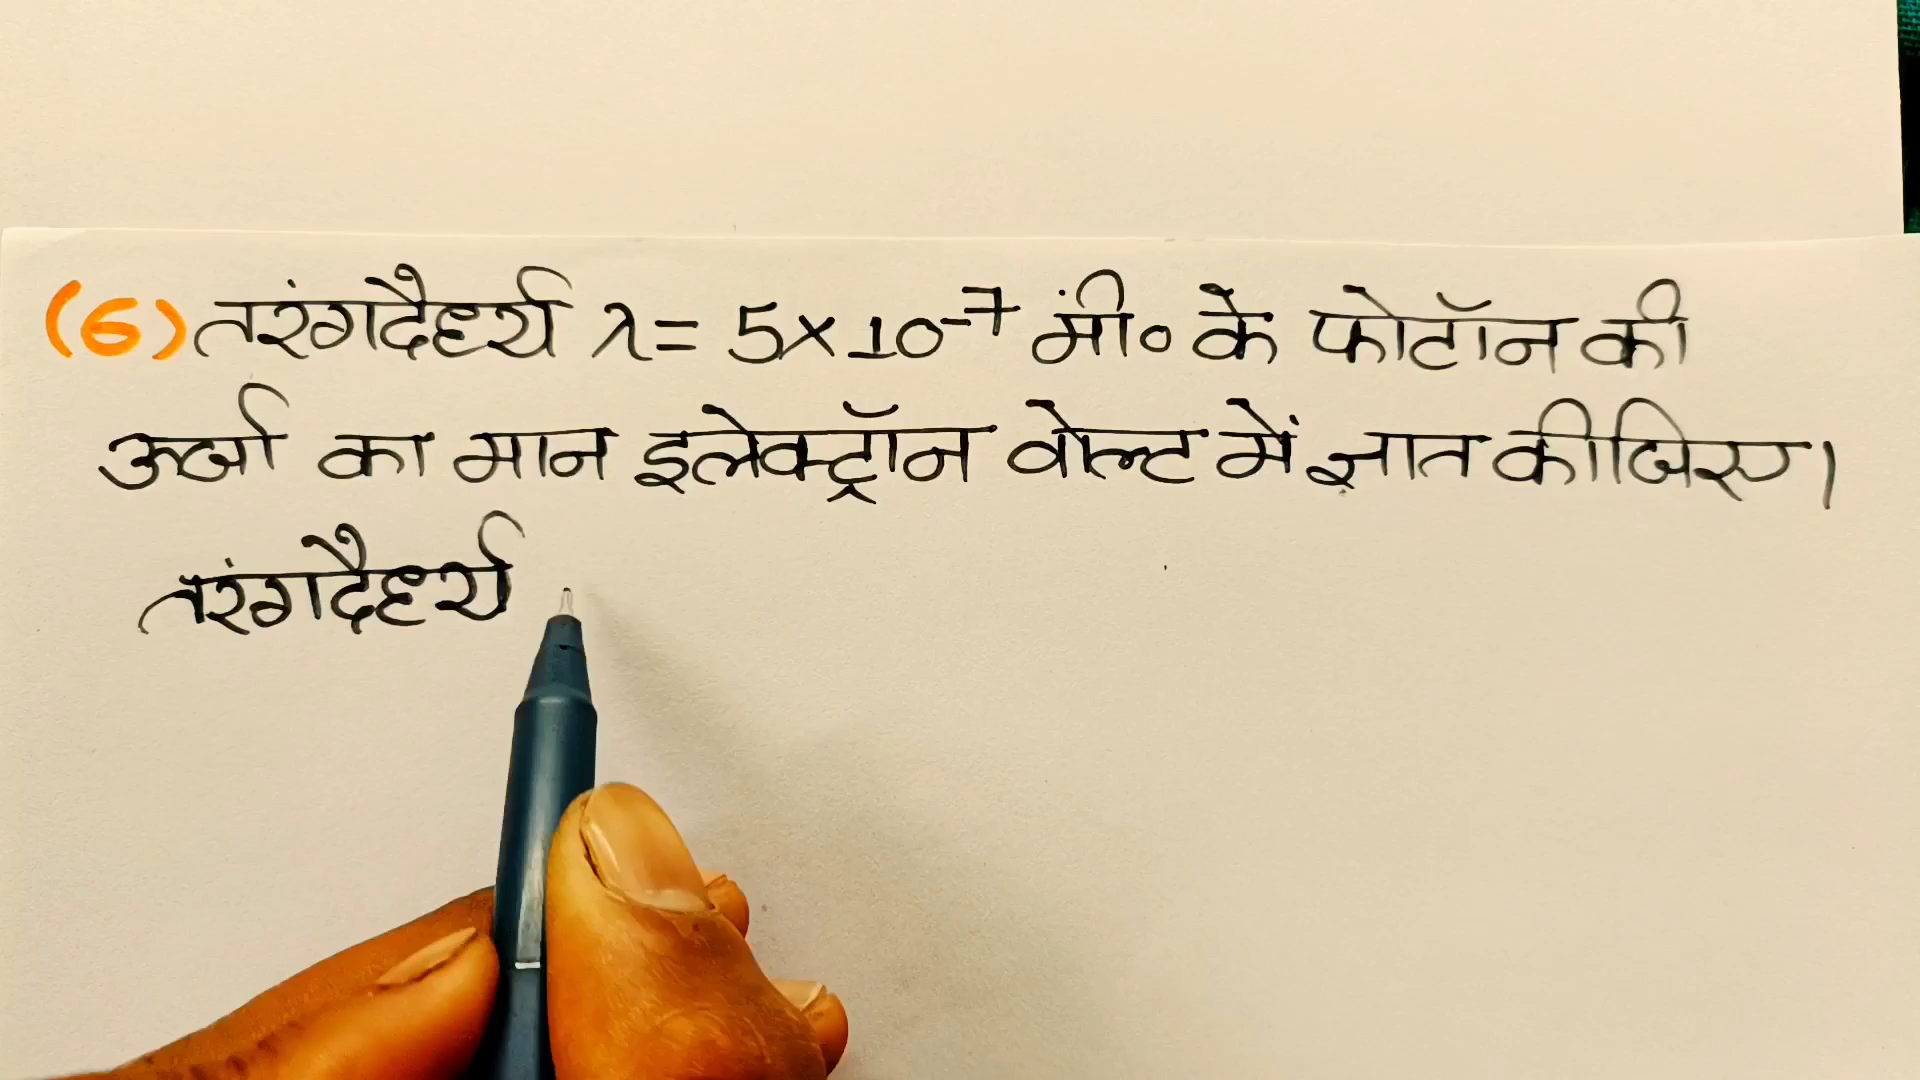 (6) तरंगदैर्ध्य λ = 5×10⁻⁷ मी० के फोटॉन की
ऊर्जा का मान इलेक्ट्रॉन वोल्ट में ज्ञात कीजिए।
तरंगदैर्ध्य